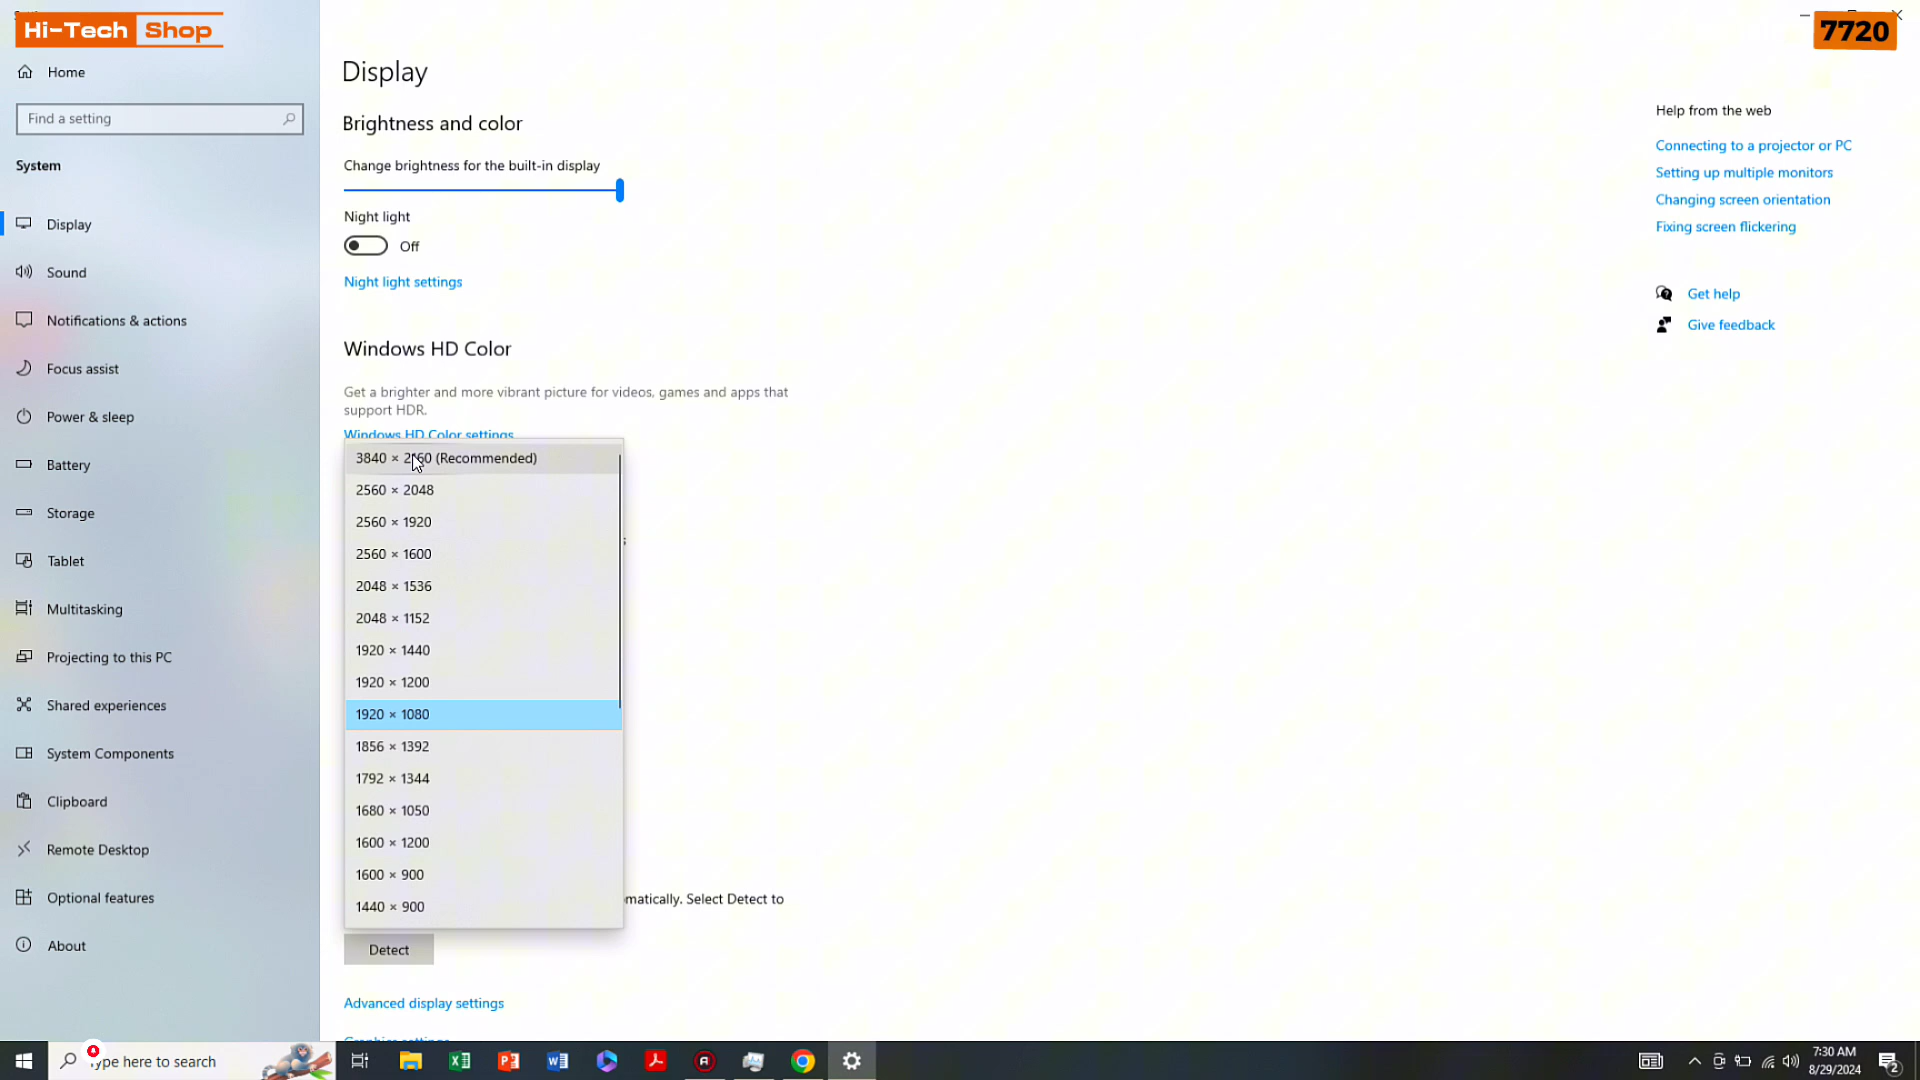 Hi-Tech Shop
7720
Home
Find a setting
System
Display
Sound
Notifications & actions
Focus assist
Power & sleep
Battery
Storage
Tablet
Multitasking
Projecting to this PC
Shared experiences
System Components
Clipboard
Remote Desktop
Optional features
About
Display
Brightness and color
Change brightness for the built-in display
Night light
Off
Night light settings
Windows HD Color
Get a brighter and more vibrant picture for videos, games and apps that
support HDR.
Windows HD Color settings
3840 × 2160 (Recommended)
2560 × 2048
2560 × 1920
2560 × 1600
2048 × 1536
2048 × 1152
1920 × 1440
1920 × 1200
1920 × 1080
1856 × 1392
1792 × 1344
1680 × 1050
1600 × 1200
1600 × 900
1440 × 900
matically. Select Detect to
Detect
Advanced display settings
Graphics settings
Help from the web
Connecting to a projector or PC
Setting up multiple monitors
Changing screen orientation
Fixing screen flickering
Get help
Give feedback
Type here to search
7:30 AM
8/29/2024
2